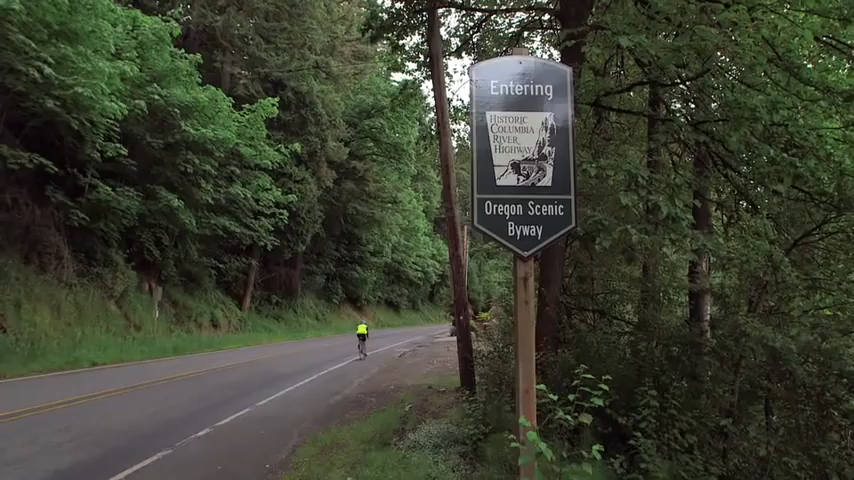 Entering
HISTORIC
COLUMBIA
RIVER
HIGHWAY
Oregon Scenic
Byway